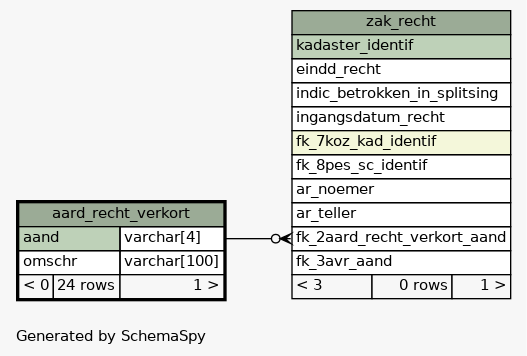 zak_recht
kadaster_identif
eindd_recht
indic_betrokken_in_splitsing
ingangsdatum_recht
fk_7koz_kad_identif
fk_8pes_sc_identif
ar_noemer
ar_teller
fk_2aard_recht_verkort_aand
fk_3avr_aand
< 3 0 rows 1 >
aard_recht_verkort
aand varchar[4]
omschr varchar[100]
< 0 24 rows 1 >
Generated by SchemaSpy